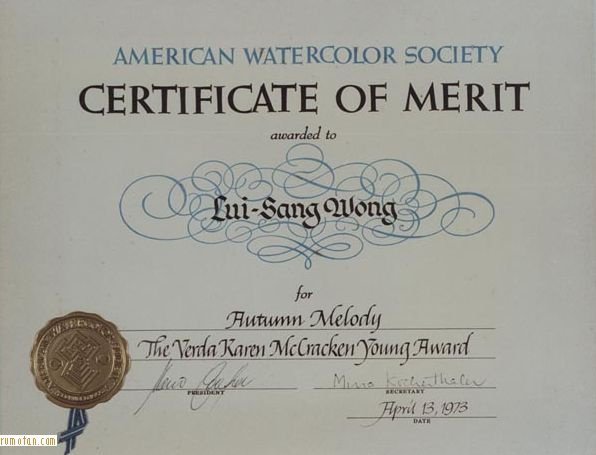 AMERICAN WATERCOLOR SOCIETY
CERTIFICATE OF MERIT
awarded to
Lui-Sang Wong
for
Autumn Melody
The Verda Karen McCracken Young Award
PRESIDENT
SECRETARY
April 13, 1973
DATE
rumotan.com